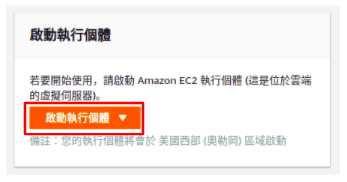 啟動執行個體
若要開始使用，請啟動 Amazon EC2 執行個體 (這是位於雲端
的虛擬伺服器)。
啟動執行個體 ▼
備註：您的執行個體將會於 美國西部 (奧勒岡) 區域啟動